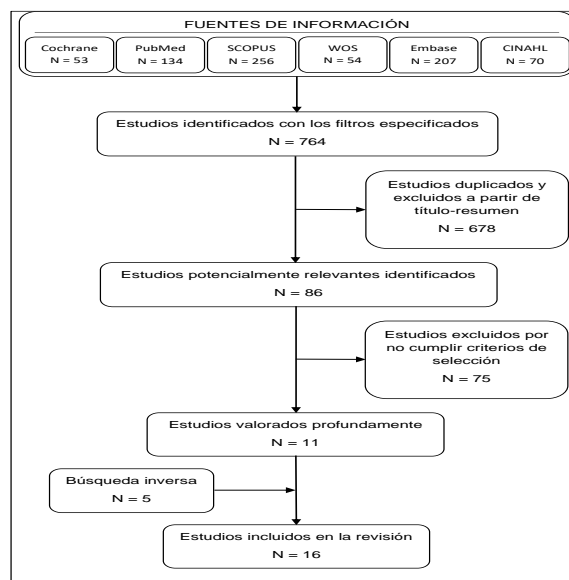 FUENTES DE INFORMACIÓN
Cochrane
N = 53
PubMed
N = 134
SCOPUS
N = 256
WOS
N = 54
Embase
N = 207
CINAHL
N = 70
Estudios identificados con los filtros especificados
N = 764
Estudios duplicados y
excluidos a partir de
título-resumen
N = 678
Estudios potencialmente relevantes identificados
N = 86
Estudios excluidos por
no cumplir criterios de
selección
N = 75
Estudios valorados profundamente
N = 11
Búsqueda inversa
N = 5
Estudios incluidos en la revisión
N = 16